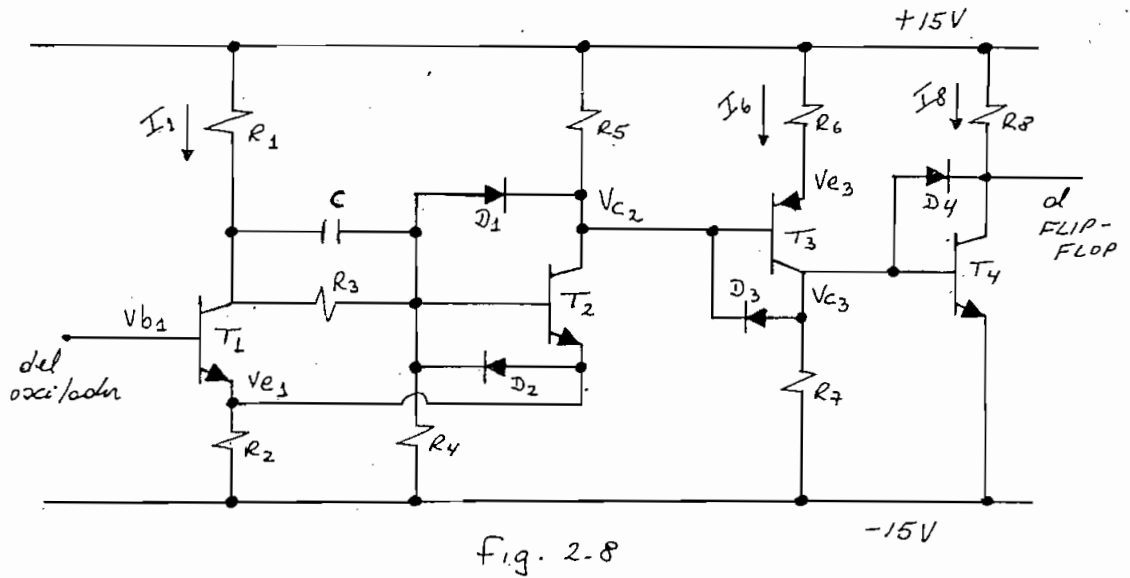 +15V
I1
R1
R5
I6
R6
I8
R8
C
D1
Vc2
Ve3
D4
T3
d
FLIP-
FLOP
R3
T2
D3
Vc3
T4
Vb1
T1
del
oscilador
Ve1
D2
R7
R2
R4
-15V
Fig. 2-8